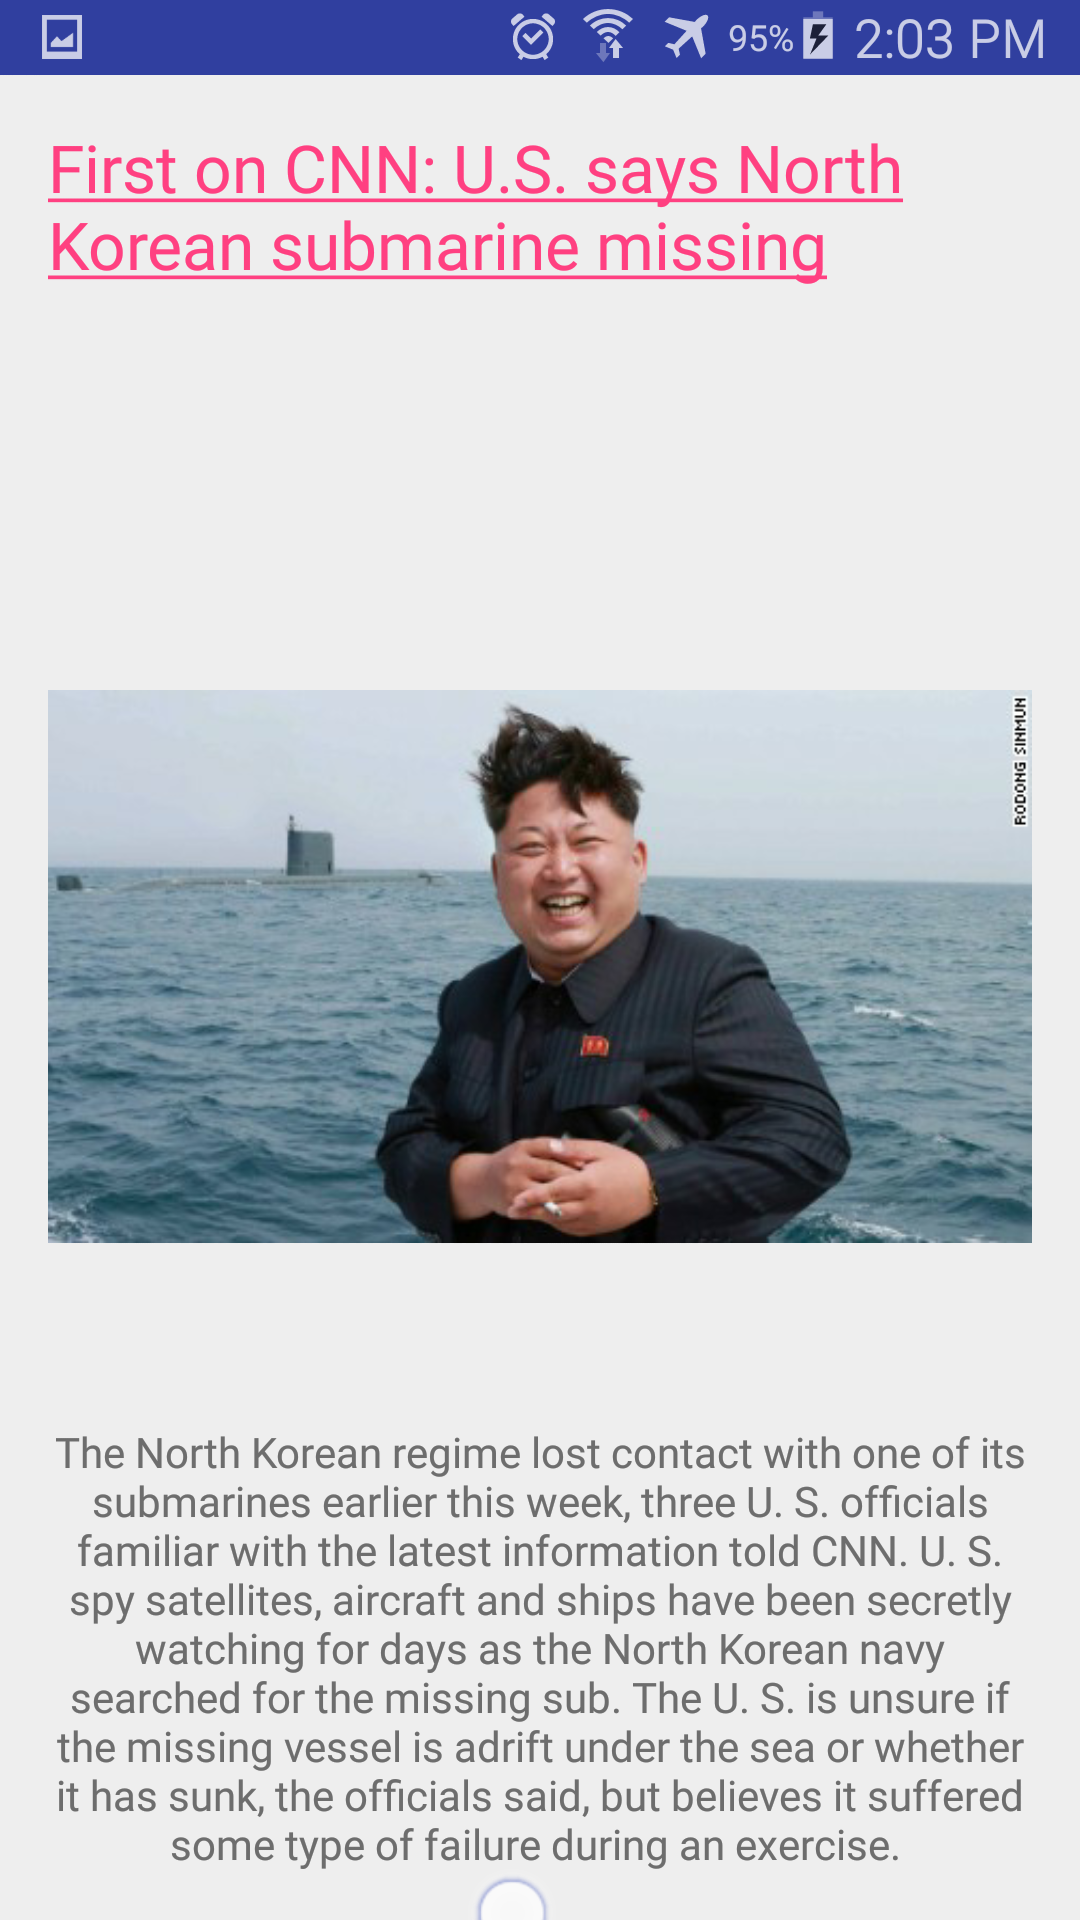 95% 2:03 PM
First on CNN: U.S. says North
Korean submarine missing
RODONG SINMUN
The North Korean regime lost contact with one of its
submarines earlier this week, three U. S. officials
familiar with the latest information told CNN. U. S.
spy satellites, aircraft and ships have been secretly
watching for days as the North Korean navy
searched for the missing sub. The U. S. is unsure if
the missing vessel is adrift under the sea or whether
it has sunk, the officials said, but believes it suffered
some type of failure during an exercise.